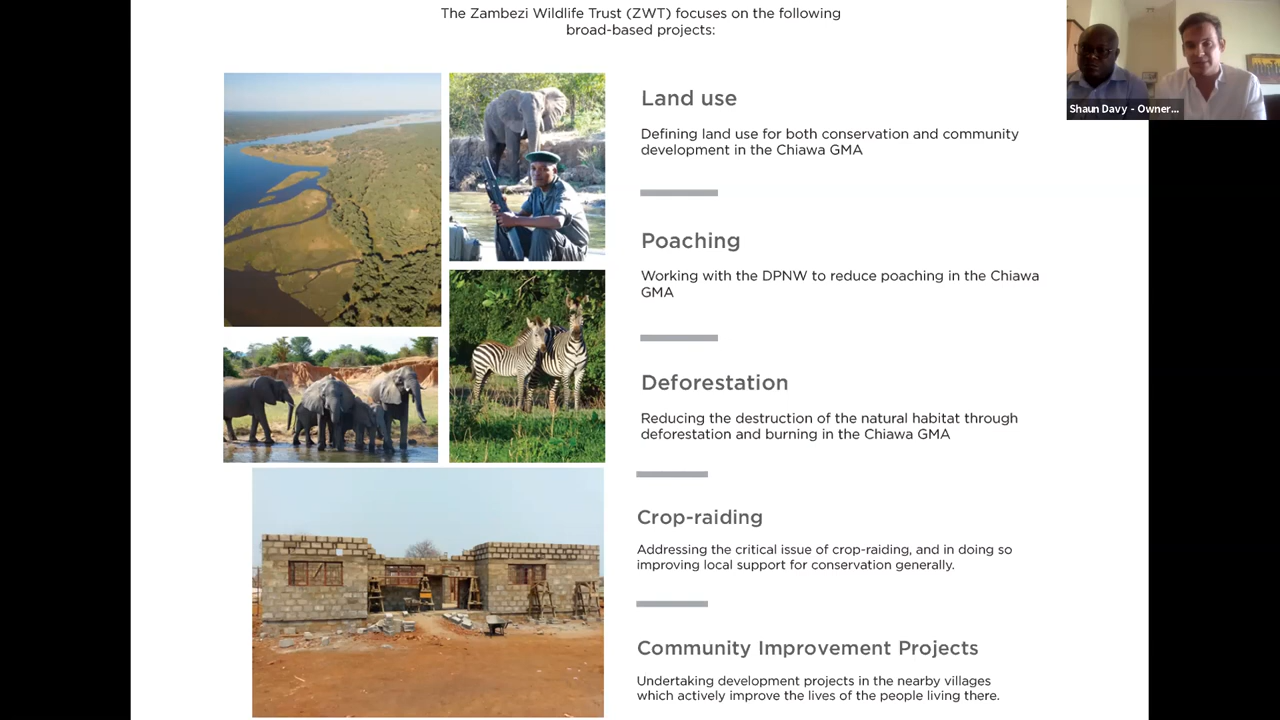 The Zambezi Wildlife Trust (ZWT) focuses on the following
broad-based projects:
Shaun Davy - Owner...
Land use
Defining land use for both conservation and community
development in the Chiawa GMA
Poaching
Working with the DPNW to reduce poaching in the Chiawa
GMA
Deforestation
Reducing the destruction of the natural habitat through
deforestation and burning in the Chiawa GMA
Crop-raiding
Addressing the critical issue of crop-raiding, and in doing so
improving local support for conservation generally.
Community Improvement Projects
Undertaking development projects in the nearby villages
which actively improve the lives of the people living there.